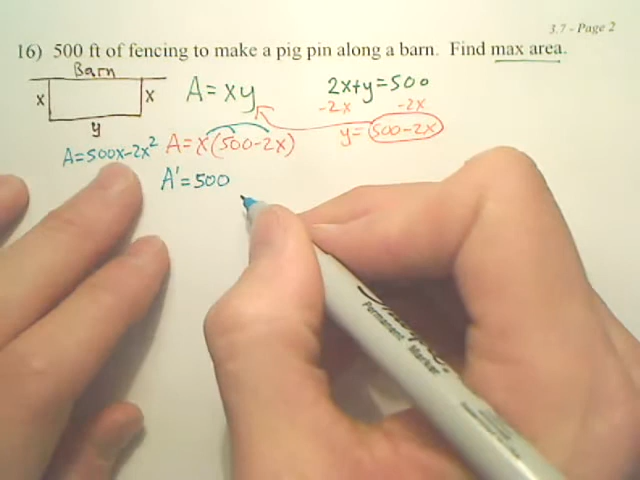 3.7 - Page 2
16) 500 ft of fencing to make a pig pin along a barn. Find max area.
Barn
x x
y
A=xy
2x+y=500
-2x -2x
y=500-2x
A=500x-2x² A=x(500-2x)
A'=500
Permanent Marker